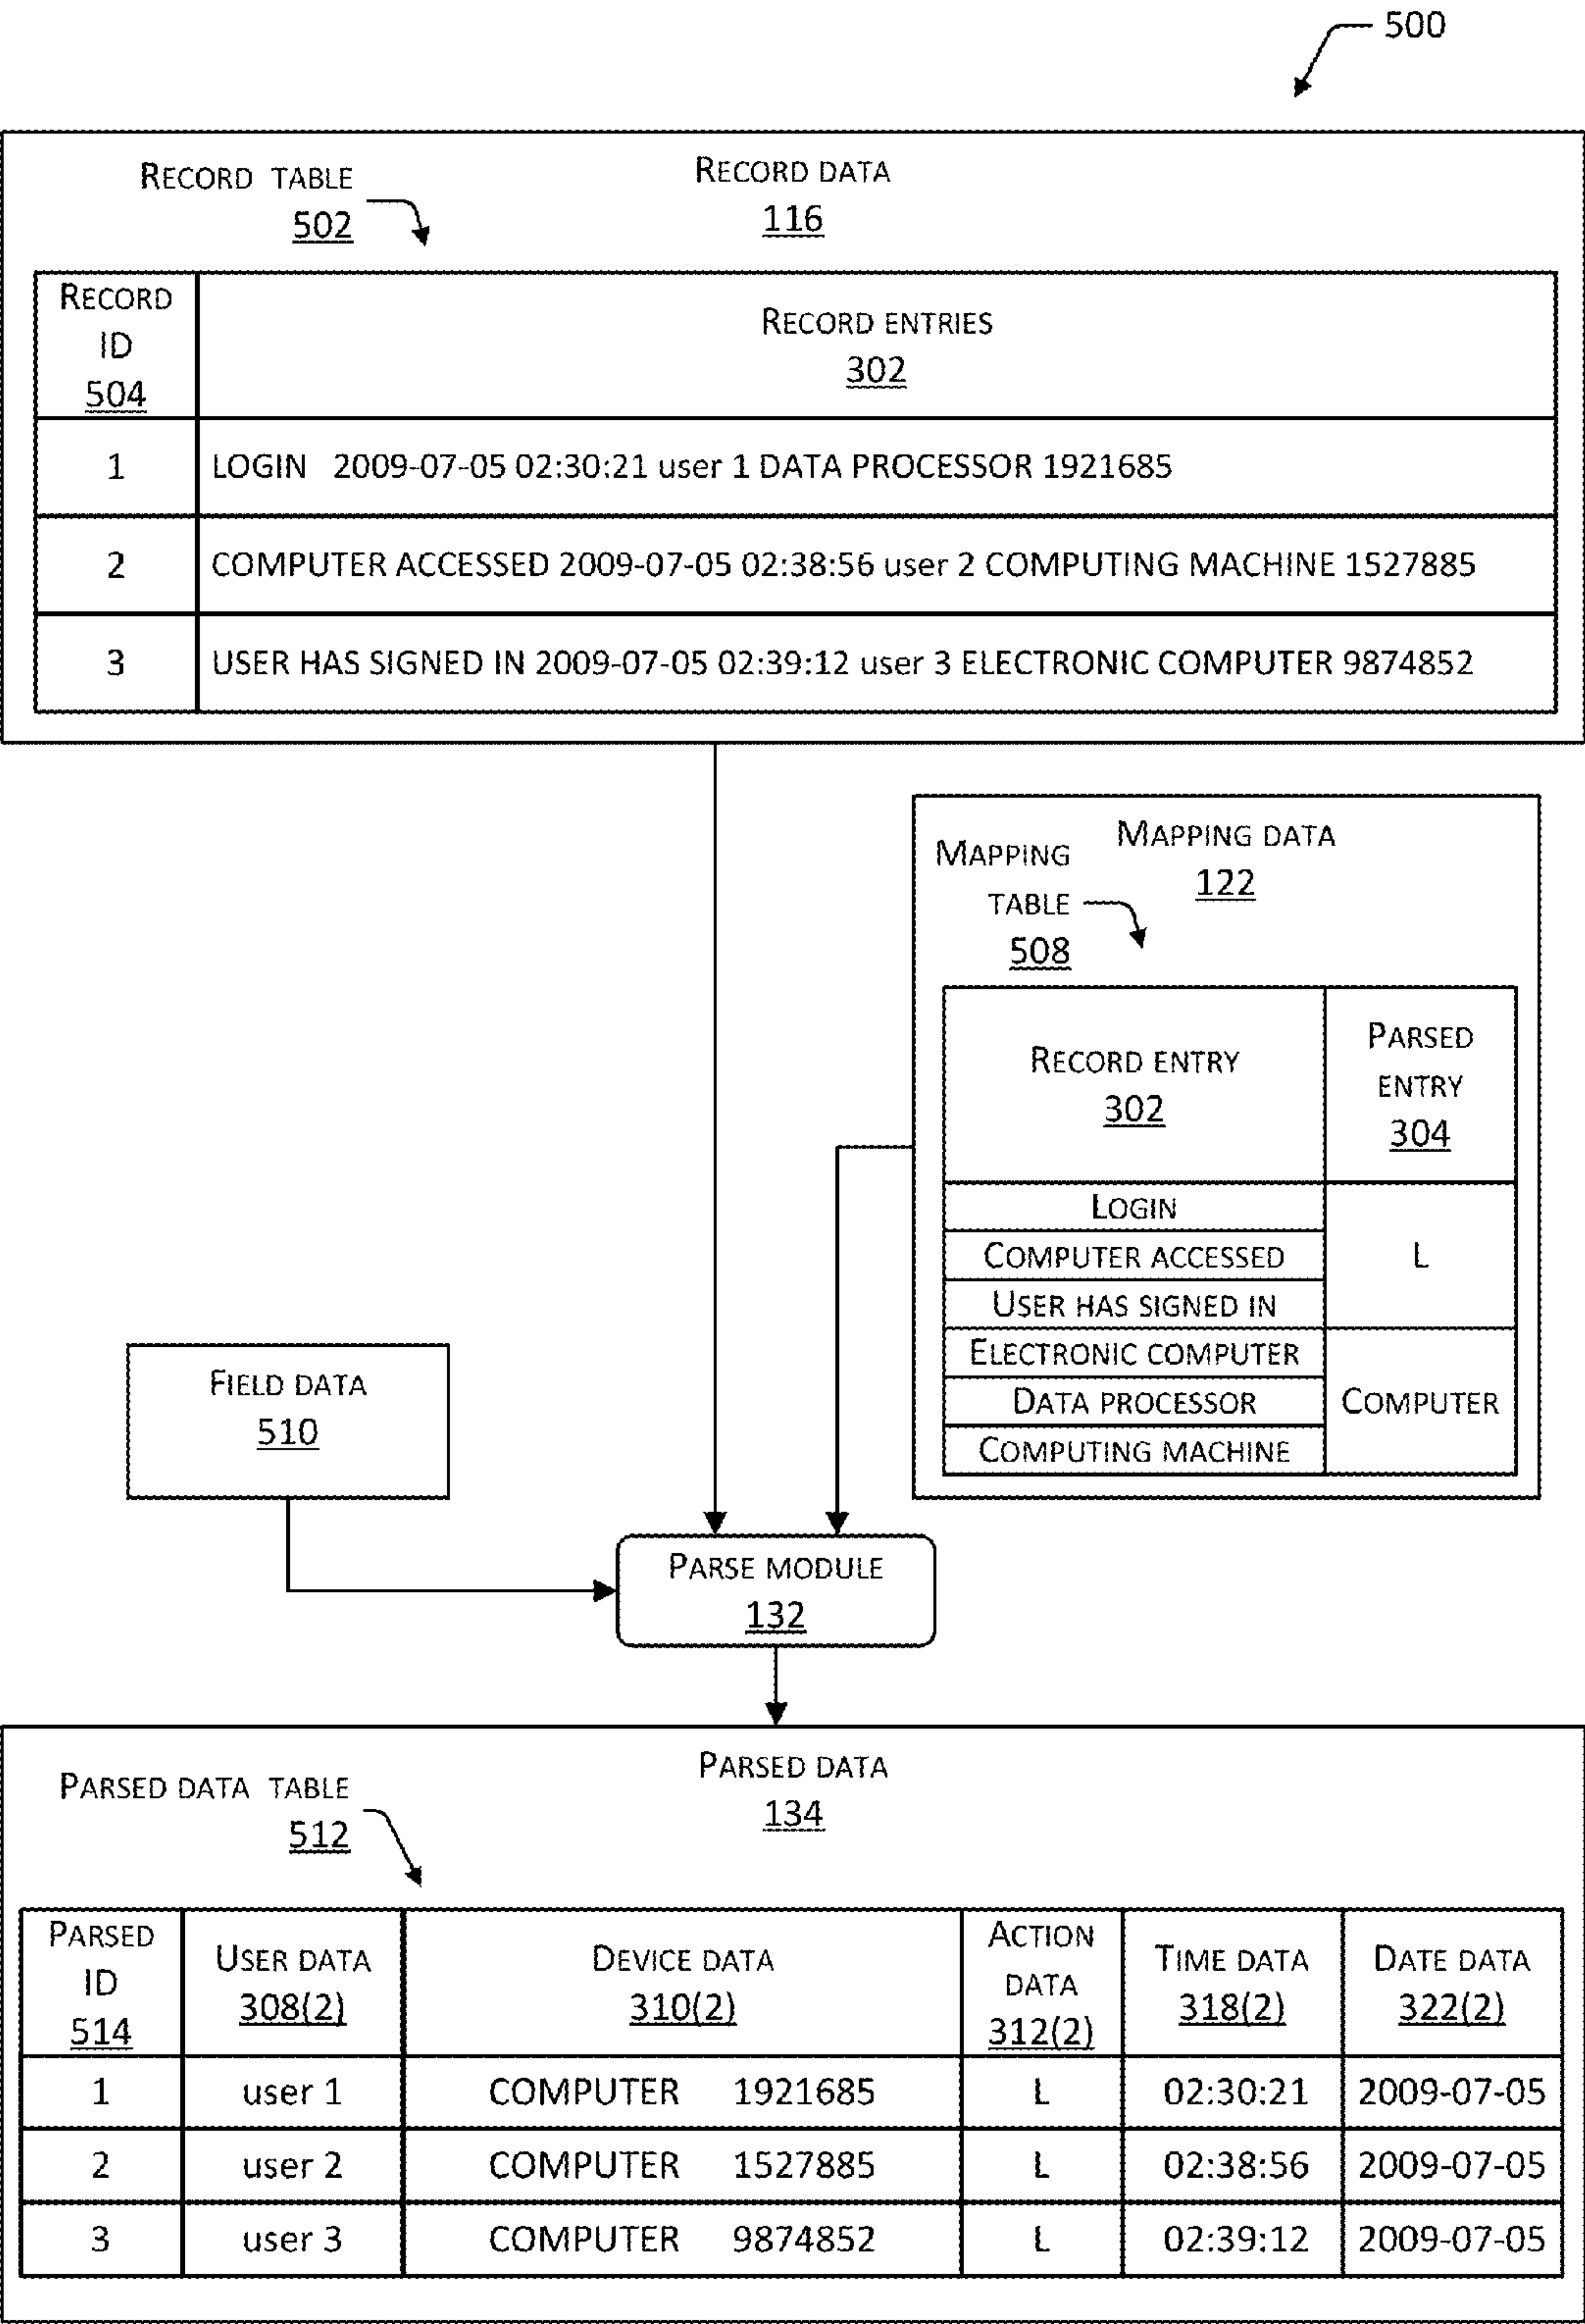 500
RECORD TABLE
502
RECORD DATA
116
RECORD
ID
504
RECORD ENTRIES
302
1
LOGIN 2009-07-05 02:30:21 user 1 DATA PROCESSOR 1921685
2
COMPUTER ACCESSED 2009-07-05 02:38:56 user 2 COMPUTING MACHINE 1527885
3
USER HAS SIGNED IN 2009-07-05 02:39:12 user 3 ELECTRONIC COMPUTER 9874852
MAPPING DATA
122
MAPPING
TABLE
508
RECORD ENTRY
302
PARSED
ENTRY
304
LOGIN
COMPUTER ACCESSED
USER HAS SIGNED IN
L
ELECTRONIC COMPUTER
DATA PROCESSOR
COMPUTING MACHINE
COMPUTER
FIELD DATA
510
PARSE MODULE
132
PARSED DATA TABLE
512
PARSED DATA
134
PARSED
ID
514
USER DATA
308(2)
DEVICE DATA
310(2)
ACTION
DATA
312(2)
TIME DATA
318(2)
DATE DATA
322(2)
1 user 1 COMPUTER 1921685 L 02:30:21 2009-07-05
2 user 2 COMPUTER 1527885 L 02:38:56 2009-07-05
3 user 3 COMPUTER 9874852 L 02:39:12 2009-07-05